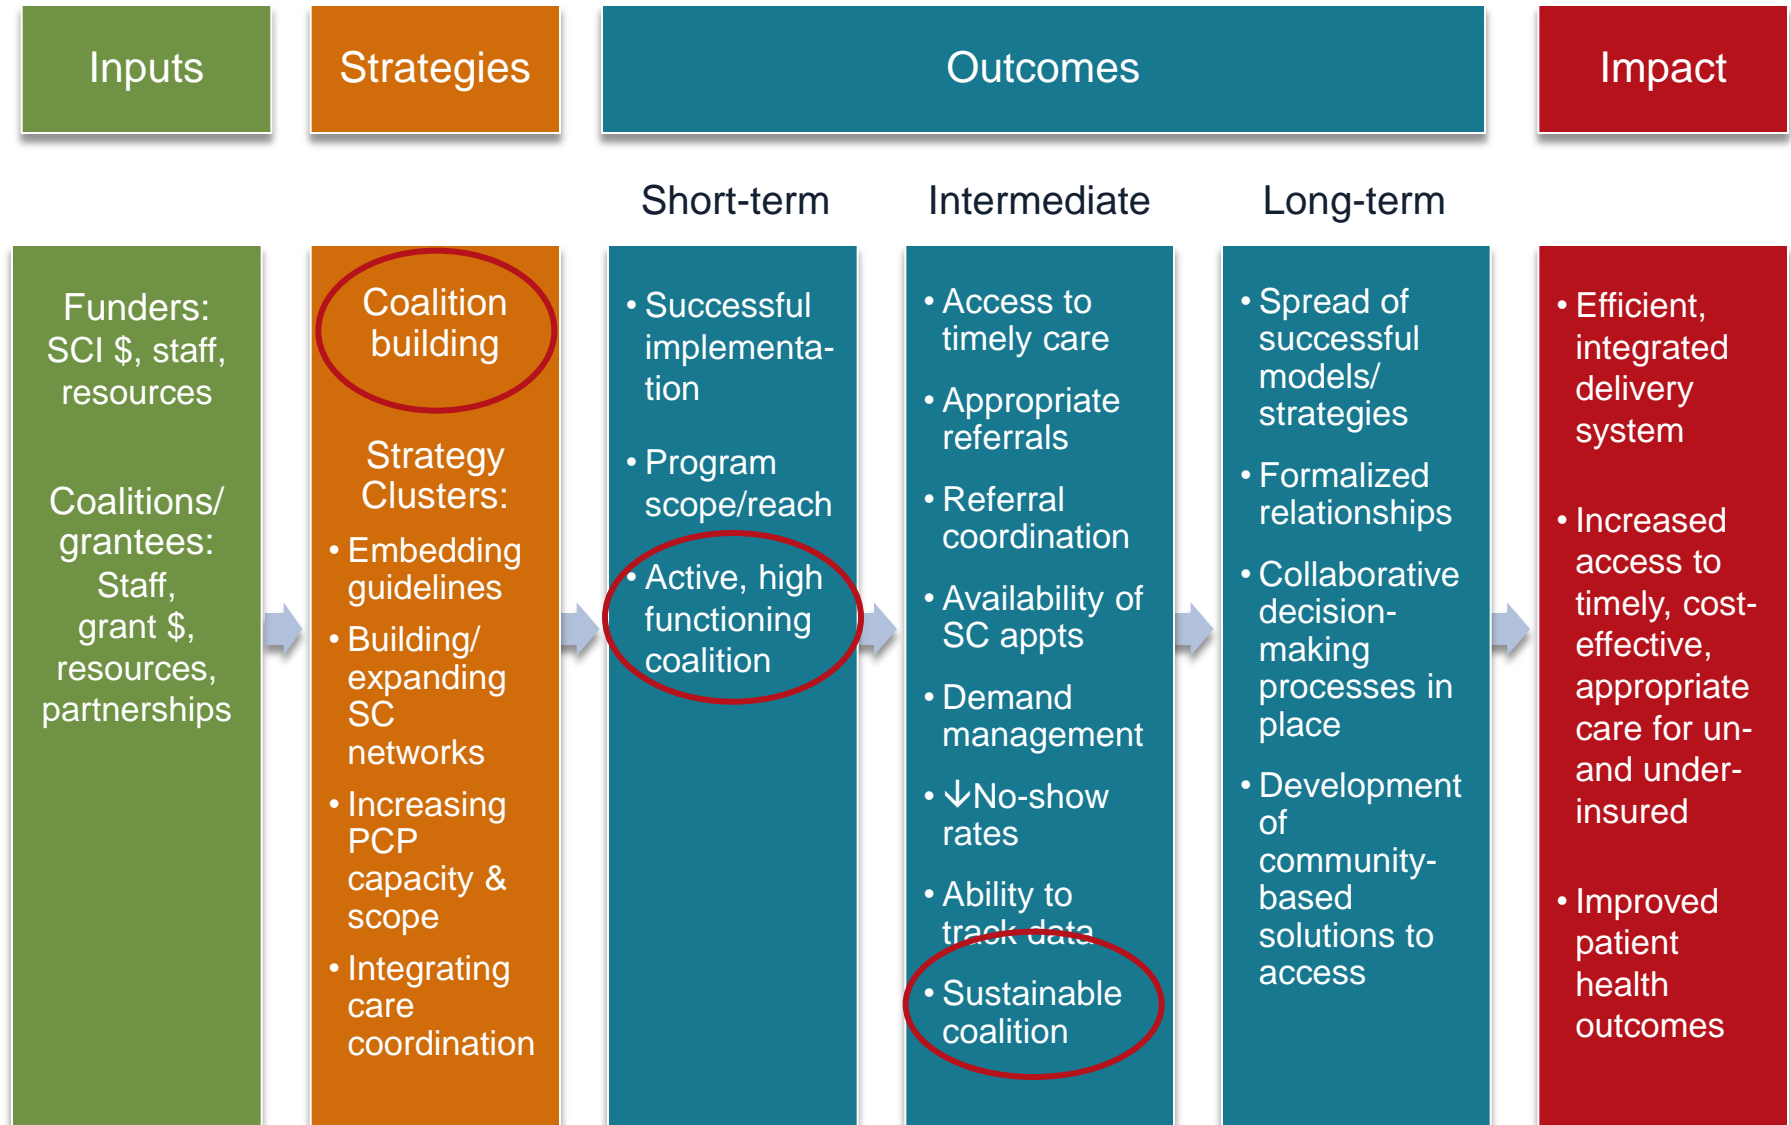 Inputs
Strategies
Outcomes
Impact
Short-term
Intermediate
Long-term
Funders:
SCI $, staff,
resources
Coalitions/
grantees:
Staff,
grant $,
resources,
partnerships
Coalition
building
Strategy
Clusters:
• Embedding
guidelines
• Building/
expanding
SC
networks
• Increasing
PCP
capacity &
scope
• Integrating
care
coordination
• Successful
implementa-
tion
• Program
scope/reach
• Active, high
functioning
coalition
• Access to
timely care
• Appropriate
referrals
• Referral
coordination
• Availability of
SC appts
• Demand
management
• ↓No-show
rates
• Ability to
track data
• Sustainable
coalition
• Spread of
successful
models/
strategies
• Formalized
relationships
• Collaborative
decision-
making
processes in
place
• Development
of
community-
based
solutions to
access
• Efficient,
integrated
delivery
system
• Increased
access to
timely, cost-
effective,
appropriate
care for un-
and under-
insured
• Improved
patient
health
outcomes